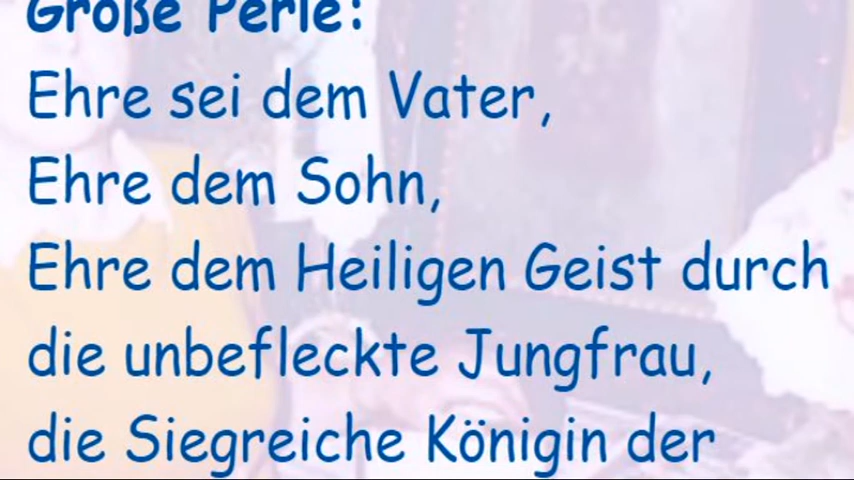 Große Perle:
Ehre sei dem Vater,
Ehre dem Sohn,
Ehre dem Heiligen Geist durch
die unbefleckte Jungfrau,
die Siegreiche Königin der